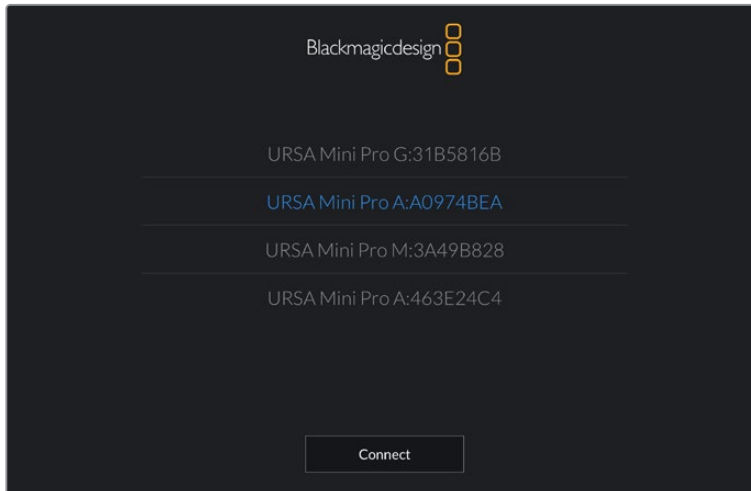 Blackmagicdesign
URSA Mini Pro G:31B5816B
URSA Mini Pro A:A0974BEA
URSA Mini Pro M:3A49B828
URSA Mini Pro A:463E24C4
Connect